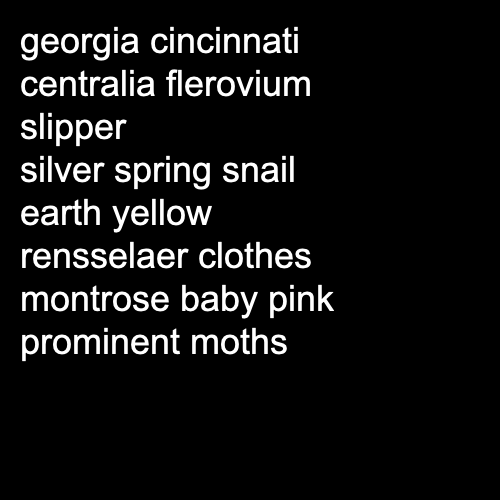 georgia cincinnati
centralia flerovium
slipper
silver spring snail
earth yellow
rensselaer clothes
montrose baby pink
prominent moths